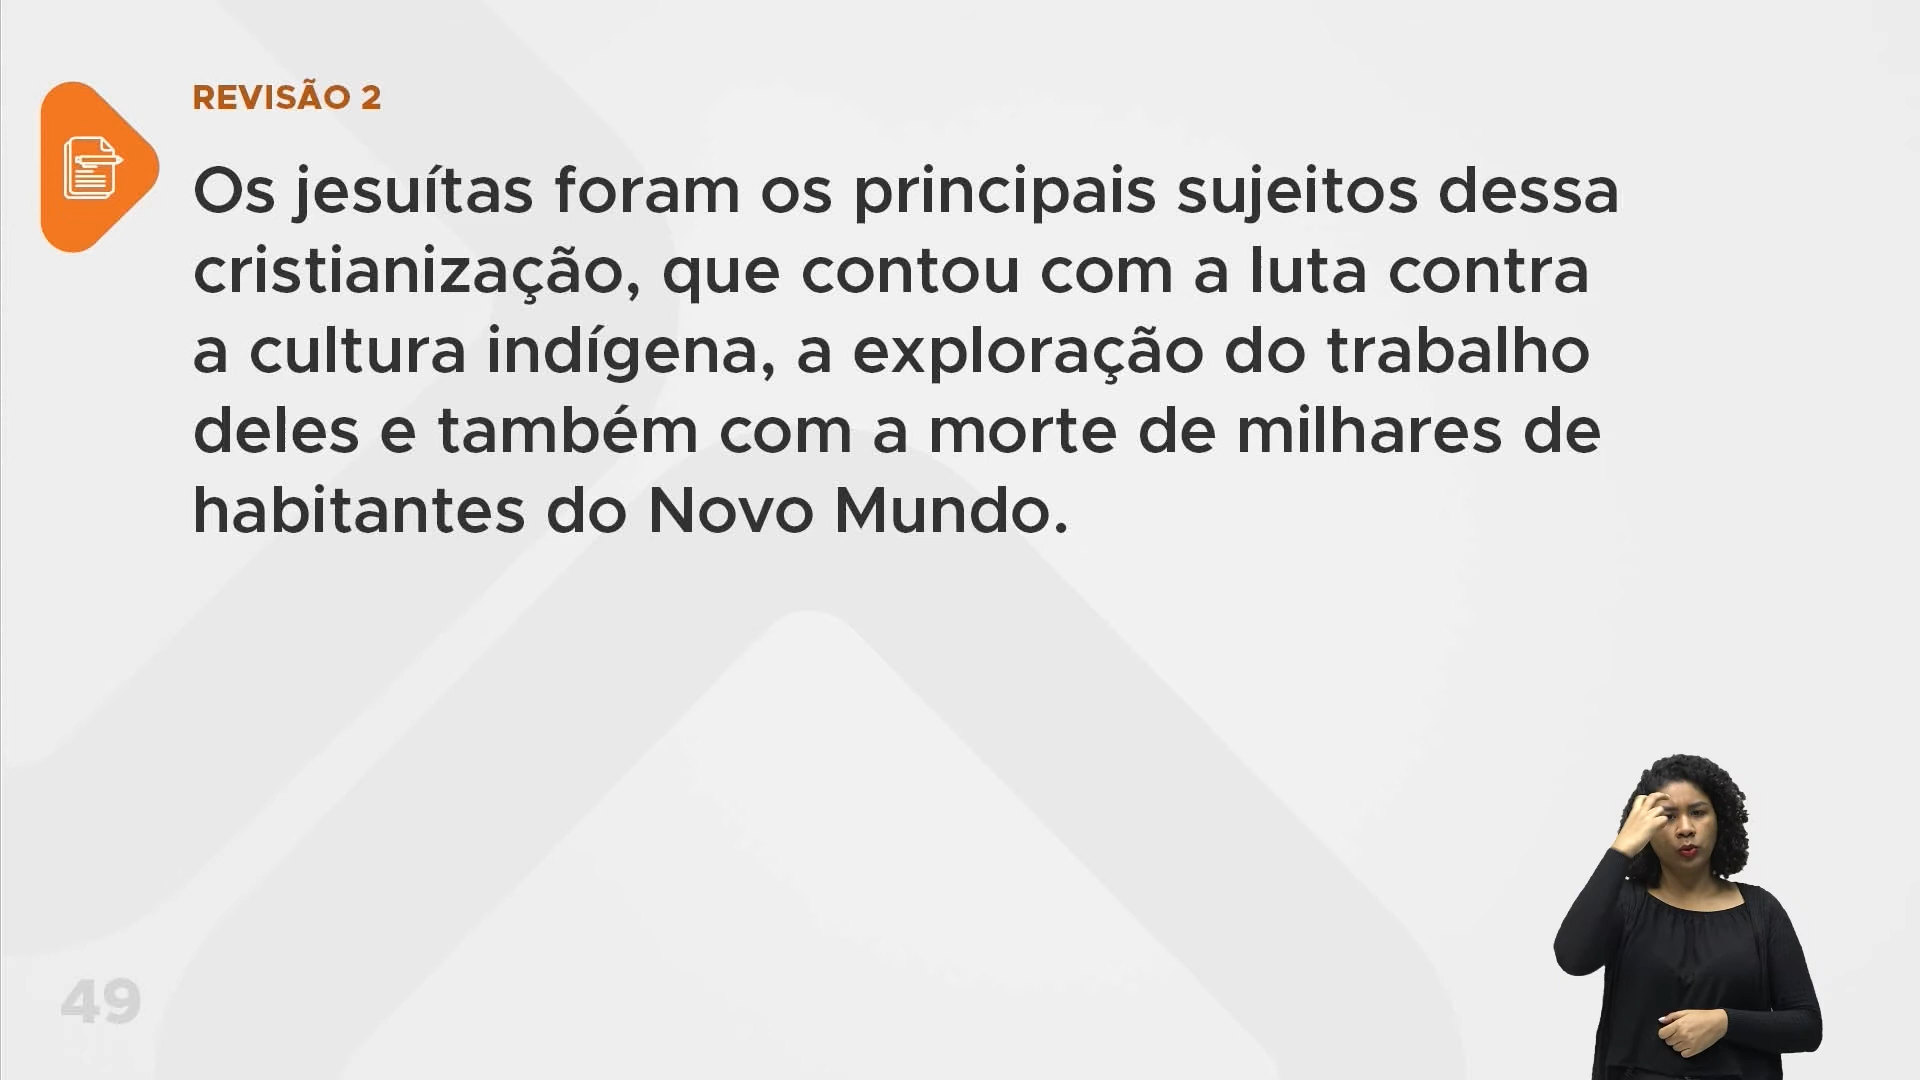 REVISÃO 2
Os jesuítas foram os principais sujeitos dessa
cristianização, que contou com a luta contra
a cultura indígena, a exploração do trabalho
deles e também com a morte de milhares de
habitantes do Novo Mundo.
49